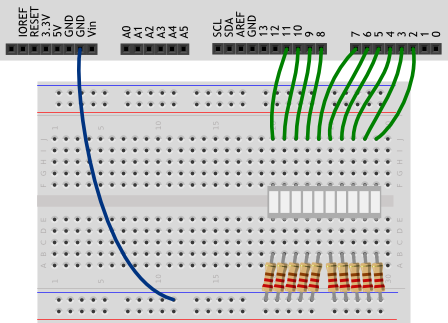 IOREF RESET 3.3V 5V GND GND Vin A0 A1 A2 A3 A4 A5 SCL SDA AREF GND 13 12 11 10 9 8 7 6 5 4 3 2 1 0
1 5 10 15
J
I
H
G
F
E
D
C
B
A
1 5 10 15